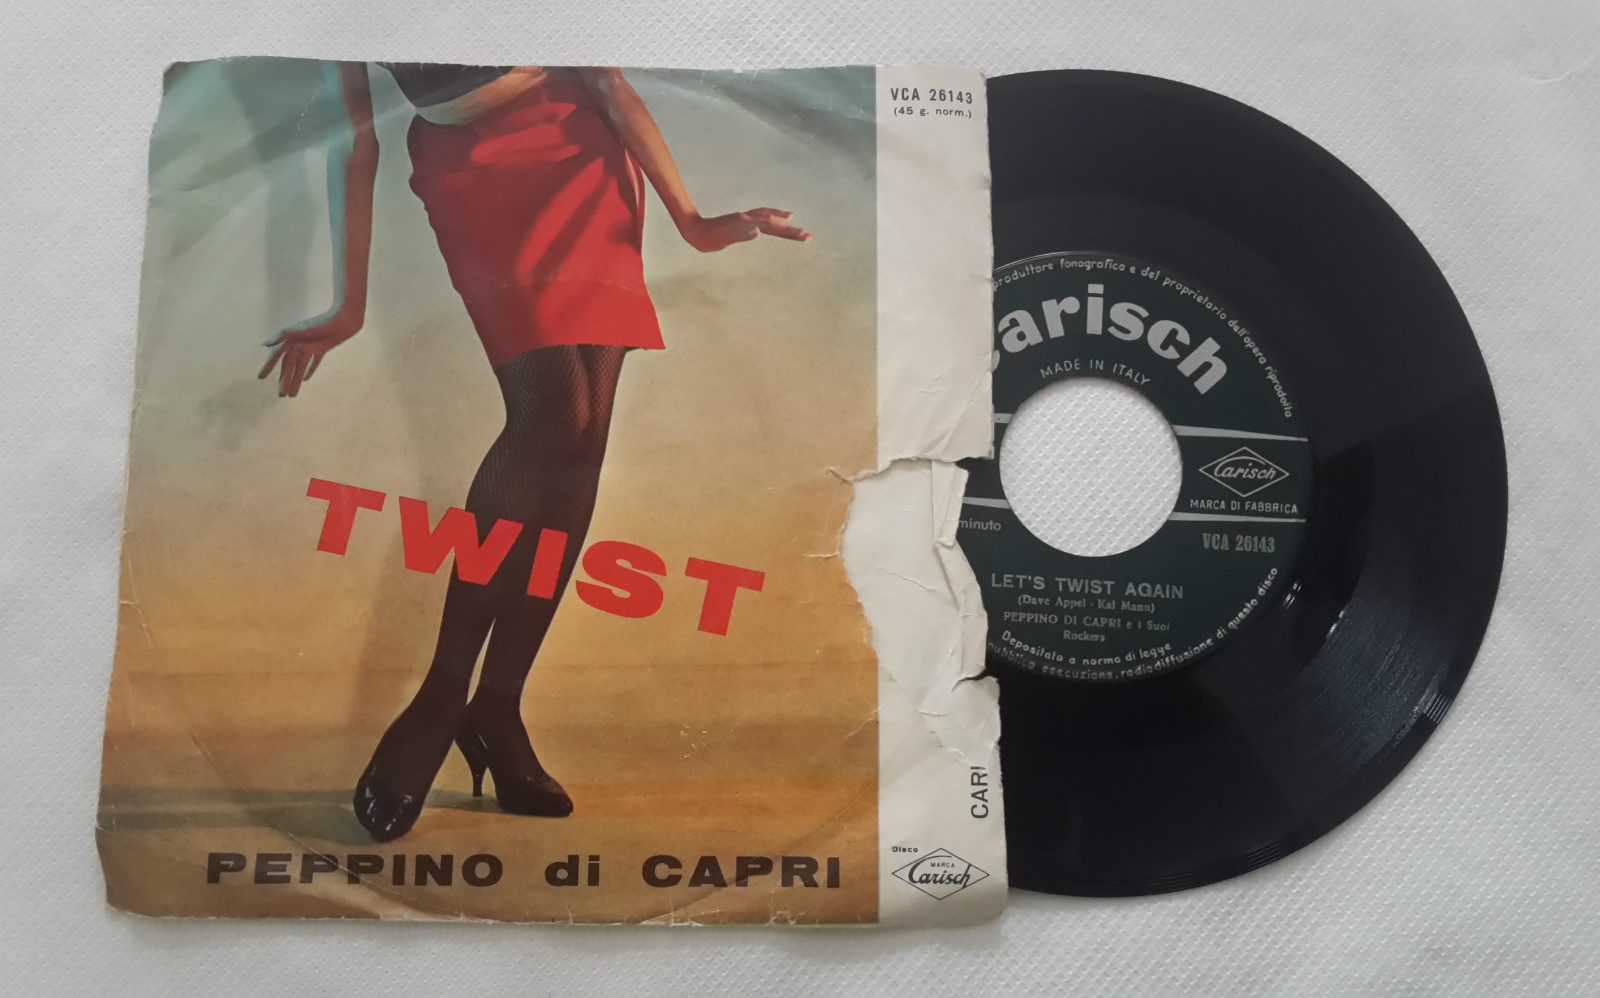 VCA 26143
(45 g. norm.)
TWIST
PEPPINO di CAPRI
CARI
Disco
MARCA
Carisch
produttore fonografico e del proprietario dell'opera riprodotta
Carisch
MADE IN ITALY
Carisch
MARCA DI FABBRICA
minuto
VCA 26143
LET'S TWIST AGAIN
(Dave Appel - Kal Mann)
PEPPINO DI CAPRI e i Suoi
Rockers
Depositato a norma di legge
pubblica esecuzione, radiodiffusione di questo disco